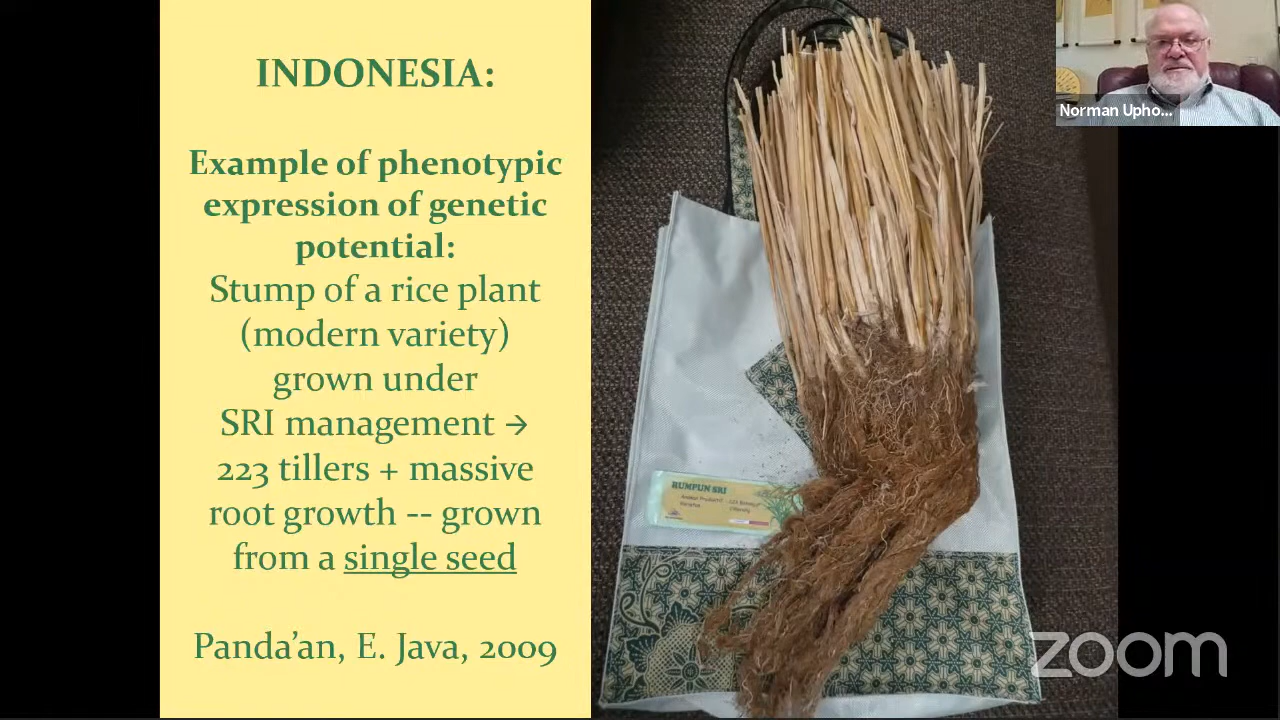 INDONESIA:
Example of phenotypic
expression of genetic
potential:
Stump of a rice plant
(modern variety)
grown under
SRI management →
223 tillers + massive
root growth -- grown
from a single seed
Panda’an, E. Java, 2009
Norman Upho...
RUMPUN SRI
zoom